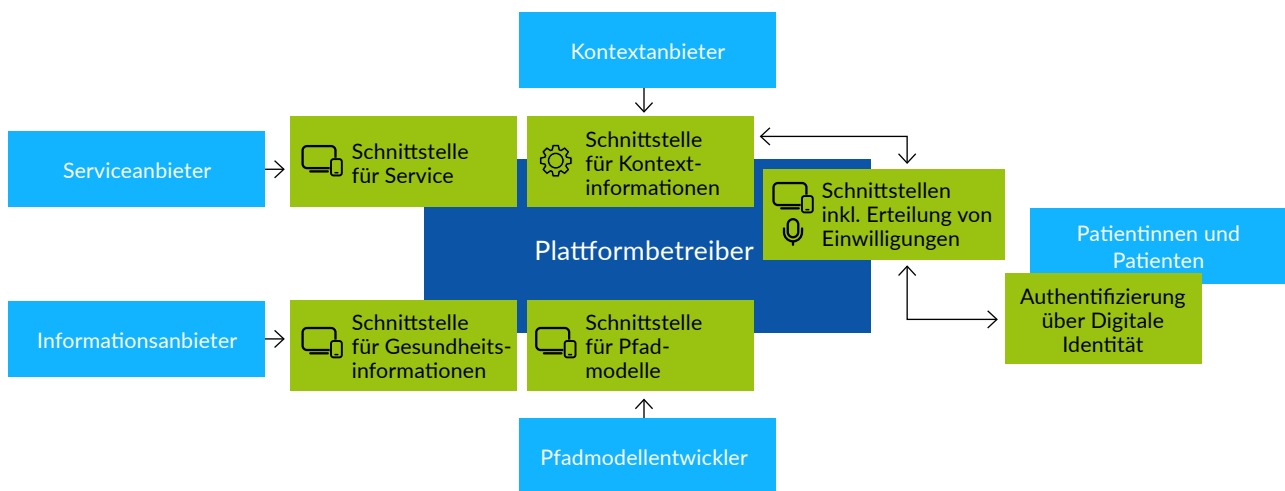 Kontextanbieter
Serviceanbieter
Schnittstelle
für Service
Schnittstelle
für Kontext-
informationen
Schnittstellen
inkl. Erteilung von
Einwilligungen
Plattformbetreiber
Patientinnen und
Patienten
Authentifizierung
über Digitale
Identität
Informationsanbieter
Schnittstelle
für Gesundheits-
informationen
Schnittstelle
für Pfad-
modelle
Pfadmodellentwickler